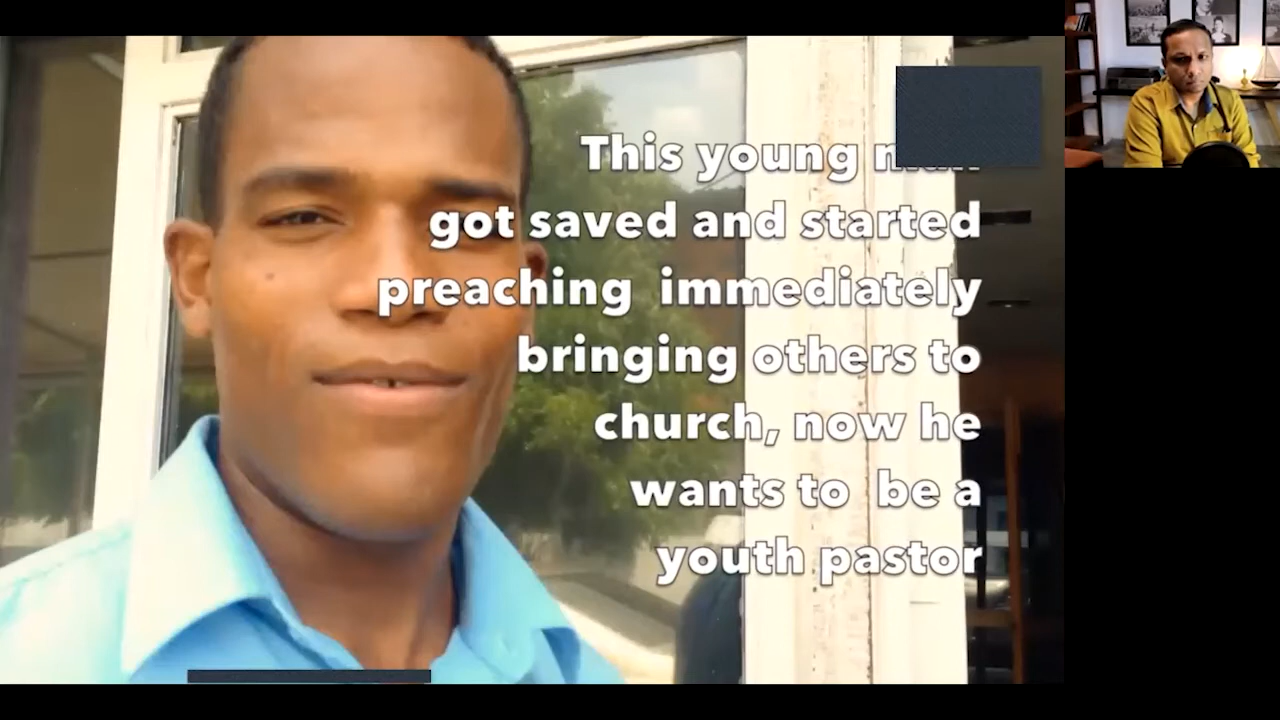 This young
got saved and started
preaching  immediately
bringing others to
church, now he
wants to  be a
youth pastor